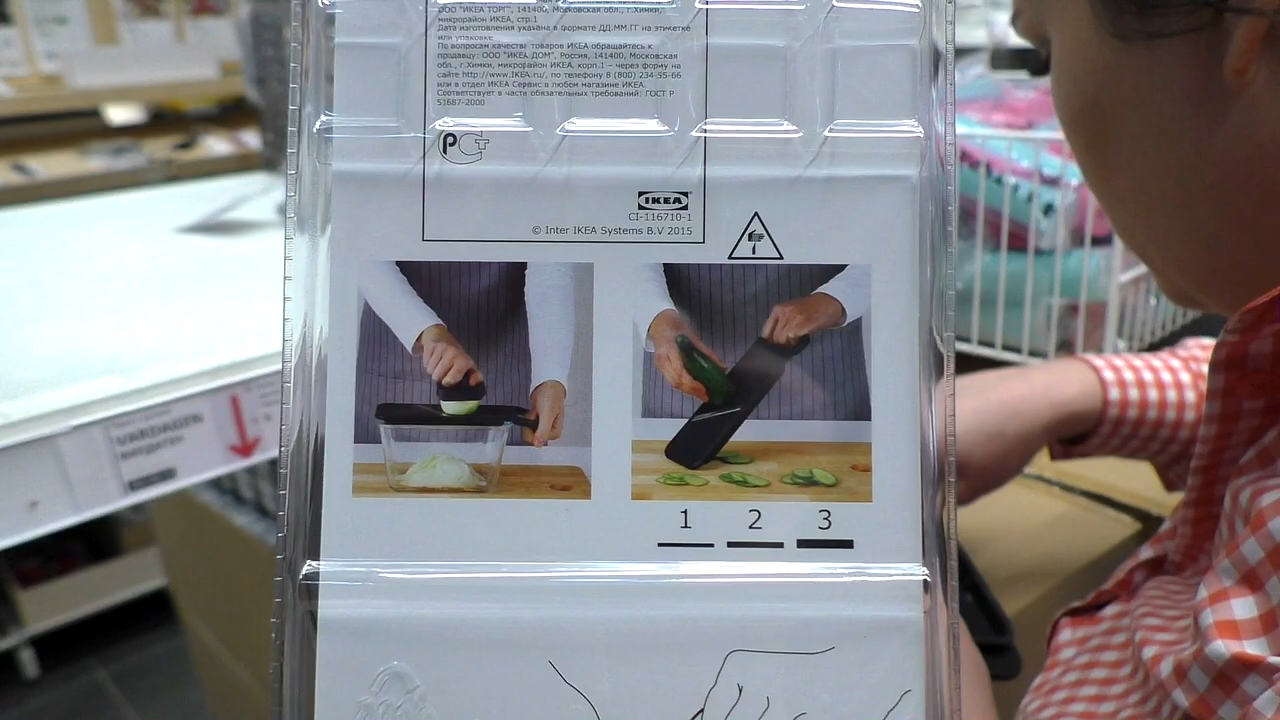 ООО "ИКЕА ТОРГ", 141400, Московская обл., г.Химки,
микрорайон ИКЕА, стр.1
Дата изготовления указана в формате ДД.ММ.ГГ на этикетке
или упаковке
По вопросам качества товаров ИКЕА обращайтесь к
продавцу: ООО "ИКЕА ДОМ", Россия, 141400, Московская
обл., г.Химки, микрорайон ИКЕА, корп.1 – через форму на
сайте http://www.IKEA.ru/, по телефону 8 (800) 234-55-66
или в отдел ИКЕА Сервис в любом магазине ИКЕА.
Соответствует в части обязательных требований: ГОСТ Р
51687-2000
РСТ
IKEA
CI-116710-1
© Inter IKEA Systems B.V 2015
1 2 3
VARDAGEN